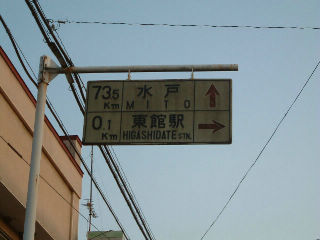 73.5 Km 水戸 ↑
MITO
0.1 Km 東館駅 →
HIGASHIDATE STN.